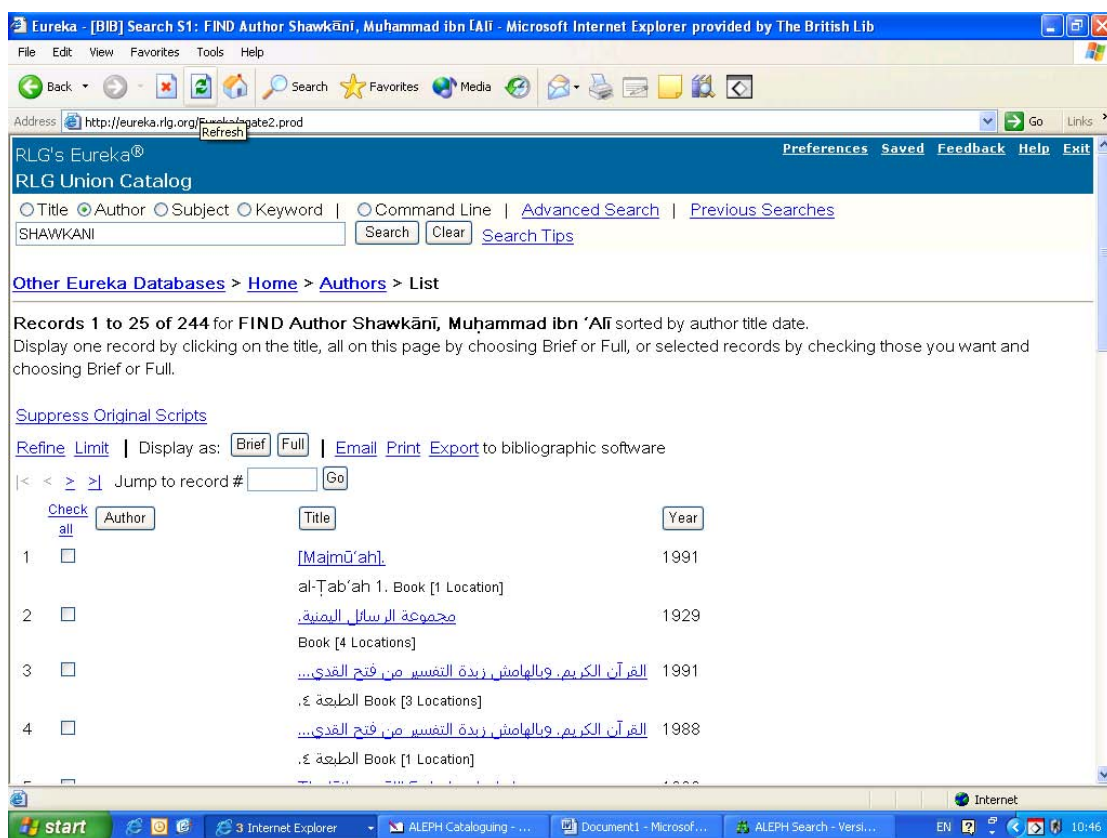 Eureka - [BIB] Search S1: FIND Author Shawkānī, Muḥammad ibn ʻAlī - Microsoft Internet Explorer provided by The British Lib
File Edit View Favorites Tools Help
Back Search Favorites Media
Address http://eureka.rlg.org/Eureka/agate2.prod Go Links
Refresh
RLG's Eureka® Preferences Saved Feedback Help Exit
RLG Union Catalog
Title Author Subject Keyword | Command Line | Advanced Search | Previous Searches
SHAWKANI Search Clear Search Tips
Other Eureka Databases > Home > Authors > List
Records 1 to 25 of 244 for FIND Author Shawkānī, Muḥammad ibn ʻAlī sorted by author title date.
Display one record by clicking on the title, all on this page by choosing Brief or Full, or selected records by checking those you want and
choosing Brief or Full.
Suppress Original Scripts
Refine Limit | Display as: Brief Full | Email Print Export to bibliographic software
|< < > >| Jump to record # Go
Check all Author Title Year
1 [Majmūʻah]. 1991
al-Ṭabʻah 1. Book [1 Location]
2 مجموعة الرسائل اليمنية. 1929
Book [4 Locations]
3 القرآن الكريم. وبالهامش زبدة التفسير من فتح القدي... 1991
الطبعة ٤. Book [3 Locations]
4 القرآن الكريم. وبالهامش زبدة التفسير من فتح القدي... 1988
الطبعة ٤. Book [1 Location]
Internet
start 3 Internet Explorer ALEPH Cataloguing - ... Document1 - Microsof... ALEPH Search - Versi... EN 10:46